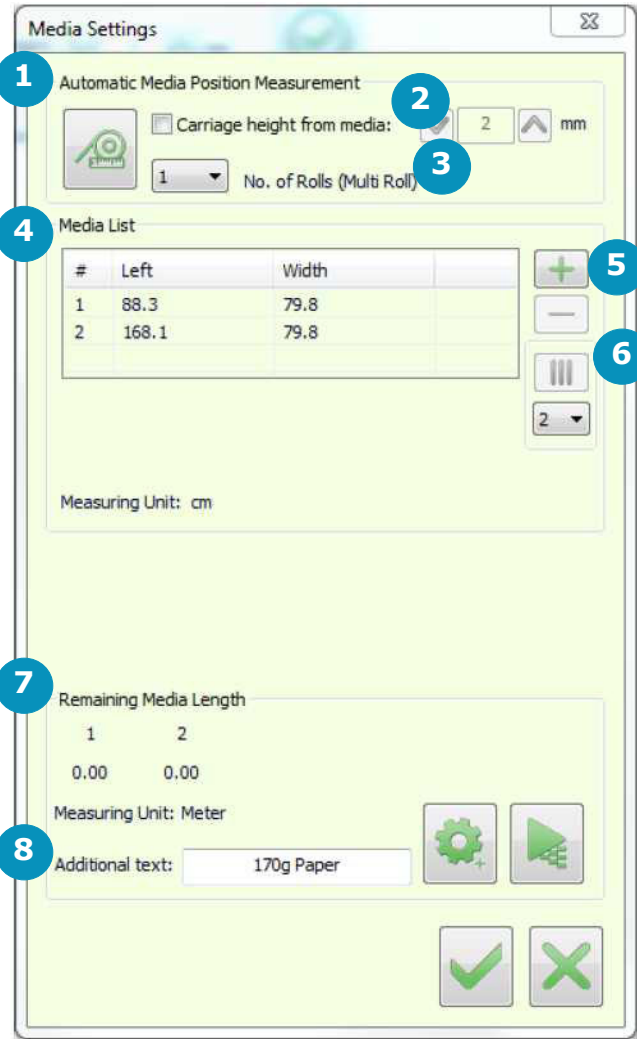 Media Settings
1
Automatic Media Position Measurement
2
Carriage height from media: 2 mm
3
1 No. of Rolls (Multi Roll)
4
Media List
# Left Width
5
1 88.3 79.8
2 168.1 79.8
6
2
Measuring Unit: cm
7
Remaining Media Length
1 2
0.00 0.00
Measuring Unit: Meter
8
Additional text: 170g Paper